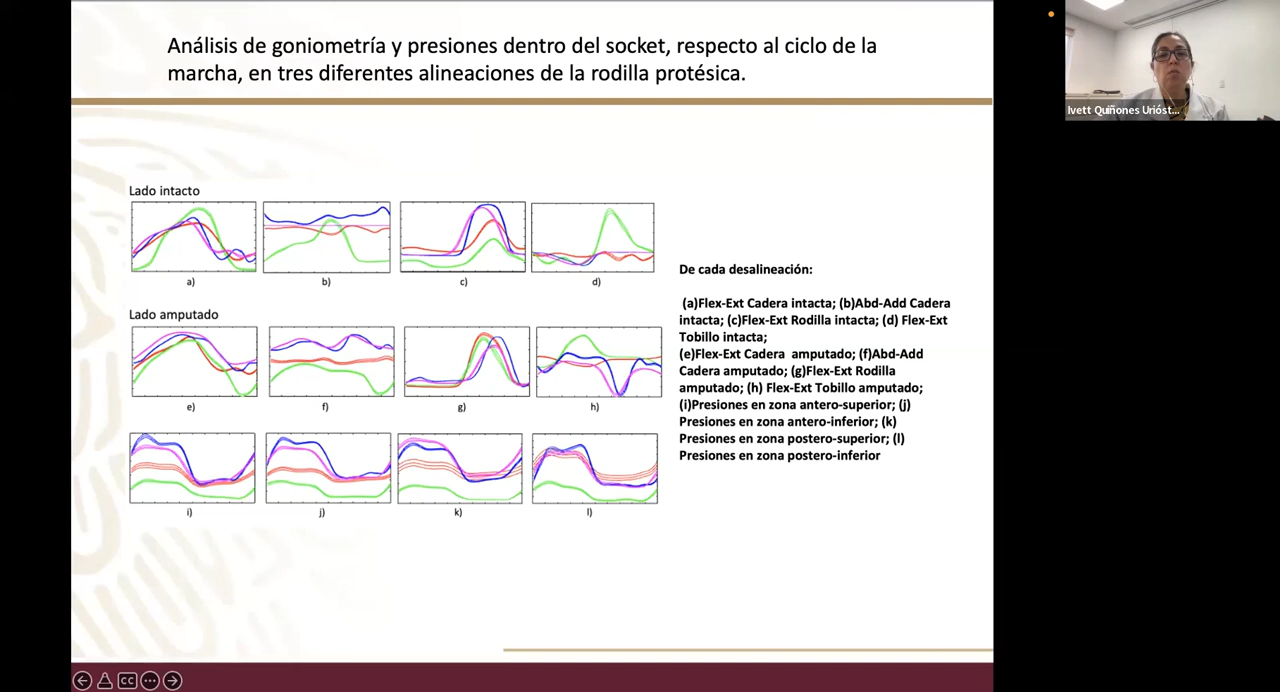 Análisis de goniometría y presiones dentro del socket, respecto al ciclo de la
marcha, en tres diferentes alineaciones de la rodilla protésica.
Ivett Quiñones Urióst...
Lado intacto
a)
b)
c)
d)
Lado amputado
e)
f)
g)
h)
i)
j)
k)
l)
De cada desalineación:
(a)Flex-Ext Cadera intacta; (b)Abd-Add Cadera
intacta; (c)Flex-Ext Rodilla intacta; (d) Flex-Ext
Tobillo intacta;
(e)Flex-Ext Cadera amputado; (f)Abd-Add
Cadera amputado; (g)Flex-Ext Rodilla
amputado; (h) Flex-Ext Tobillo amputado;
(i)Presiones en zona antero-superior; (j)
Presiones en zona antero-inferior; (k)
Presiones en zona postero-superior; (l)
Presiones en zona postero-inferior
CC